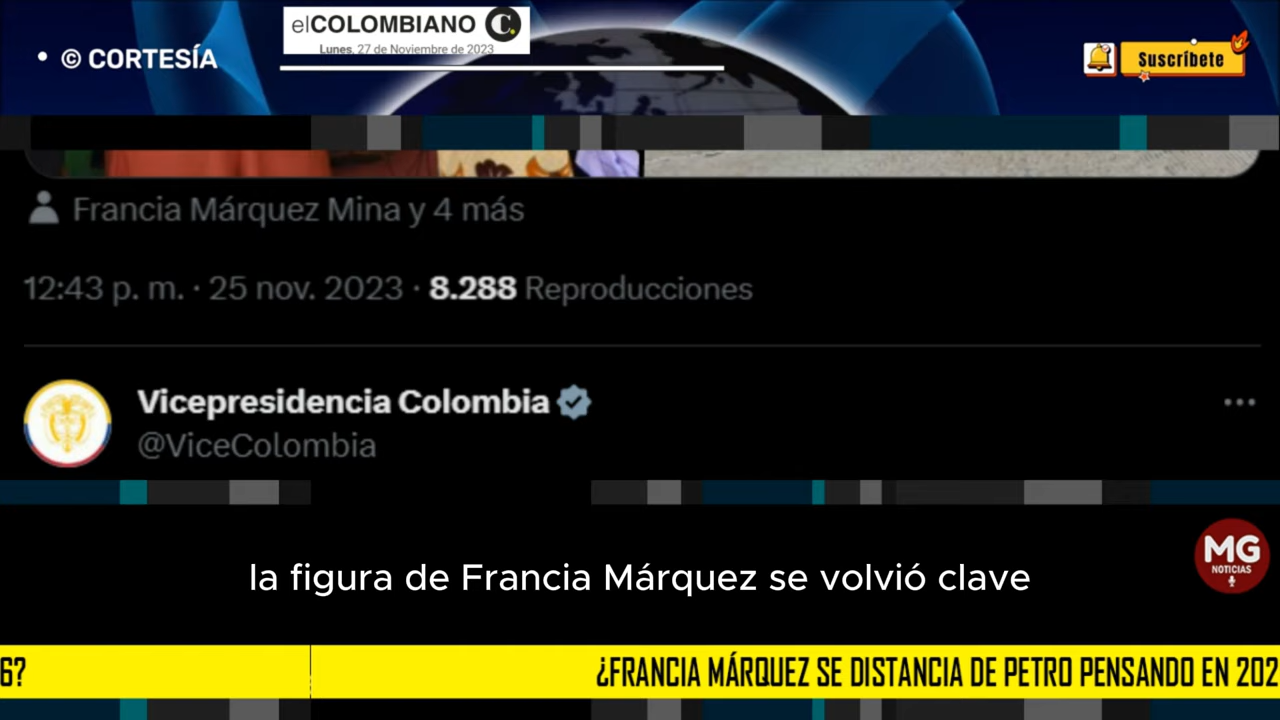 elCOLOMBIANO C.
Lunes, 27 de Noviembre de 2023
• © CORTESÍA
Suscríbete
Francia Márquez Mina y 4 más
12:43 p. m. · 25 nov. 2023 · 8.288 Reproducciones
Vicepresidencia Colombia
@ViceColombia
MG
NOTICIAS
la figura de Francia Márquez se volvió clave
6? ¿FRANCIA MÁRQUEZ SE DISTANCIA DE PETRO PENSANDO EN 202